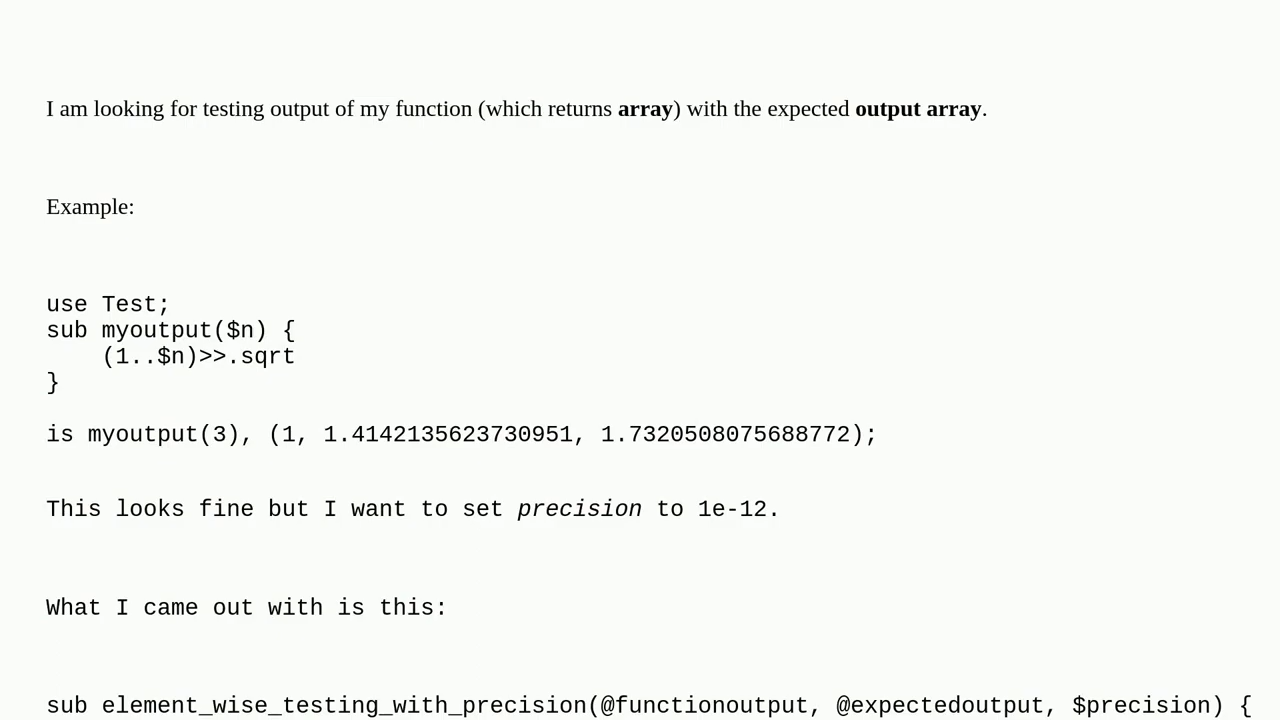 I am looking for testing output of my function (which returns array) with the expected output array.
Example:
use Test;
sub myoutput($n) {
    (1..$n)>>.sqrt
}
is myoutput(3), (1, 1.4142135623730951, 1.7320508075688772);
This looks fine but I want to set precision to 1e-12.
What I came out with is this:
sub element_wise_testing_with_precision(@functionoutput, @expectedoutput, $precision) {